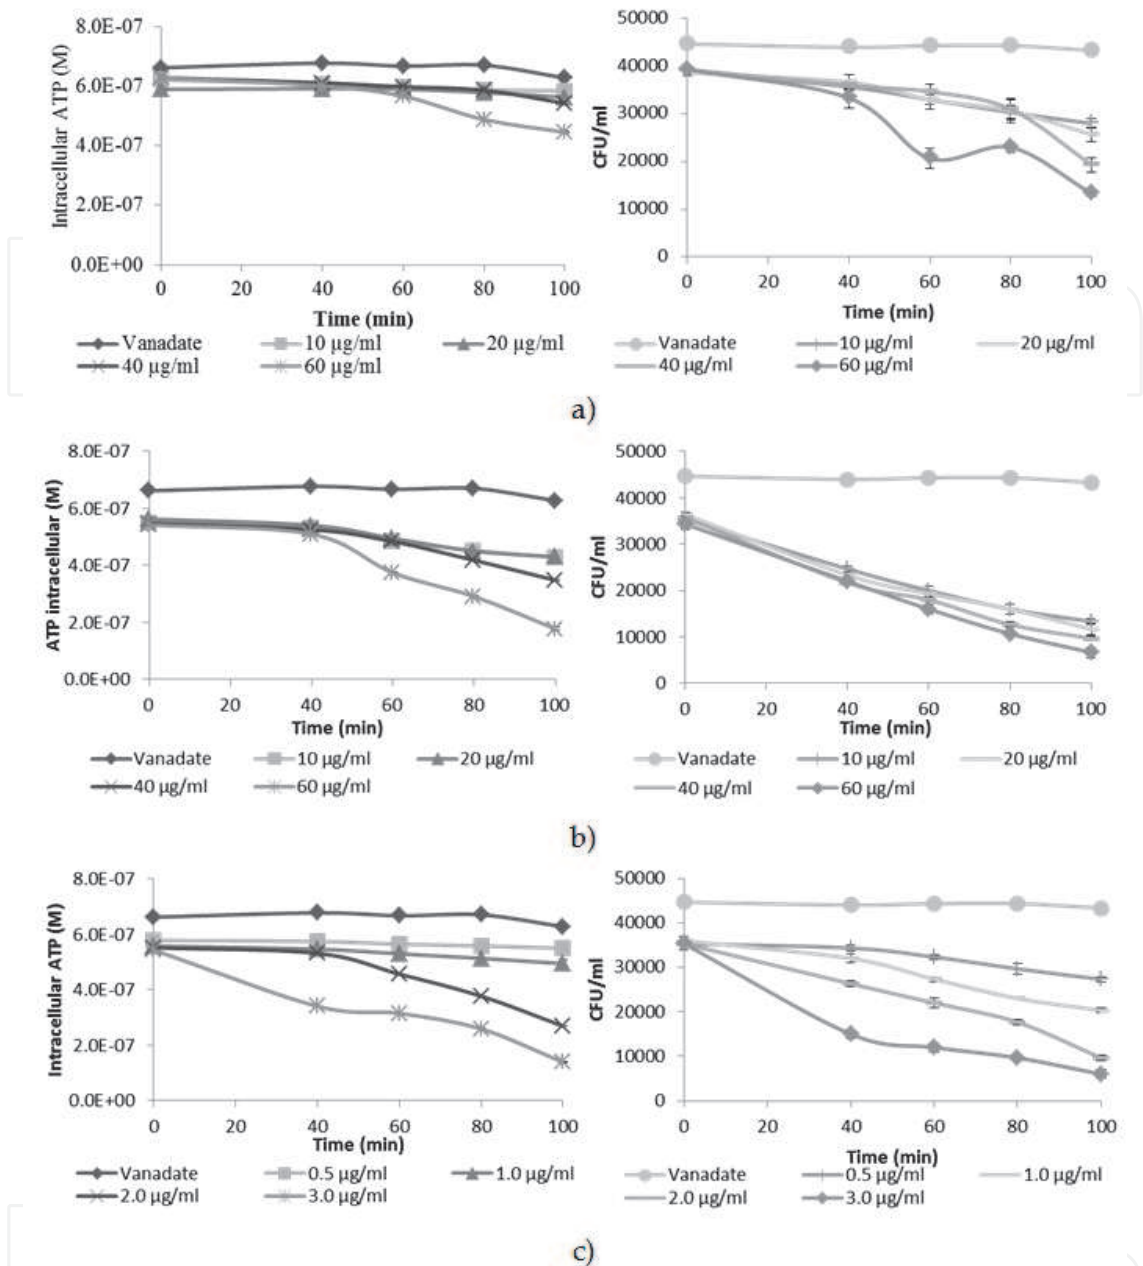 8.0E-07
6.0E-07
4.0E-07
2.0E-07
0.0E+00
Intracellular ATP (M)
0 20 40 60 80 100
Time (min)
Vanadate 10 µg/ml 20 µg/ml
40 µg/ml 60 µg/ml
50000
40000
30000
20000
10000
0
CFU/ml
0 20 40 60 80 100
Time (min)
Vanadate 10 µg/ml 20 µg/ml
40 µg/ml 60 µg/ml
a)
8.0E-07
6.0E-07
4.0E-07
2.0E-07
0.0E+00
ATP intracellular (M)
0 20 40 60 80 100
Time (min)
Vanadate 10 µg/ml 20 µg/ml
40 µg/ml 60 µg/ml
50000
40000
30000
20000
10000
0
CFU/ml
0 20 40 60 80 100
Time (min)
Vanadate 10 µg/ml 20 µg/ml
40 µg/ml 60 µg/ml
b)
8.0E-07
6.0E-07
4.0E-07
2.0E-07
0.0E+00
Intracellular ATP (M)
0 20 40 60 80 100
Time (min)
Vanadate 0.5 µg/ml 1.0 µg/ml
2.0 µg/ml 3.0 µg/ml
50000
40000
30000
20000
10000
0
CFU/ml
0 20 40 60 80 100
Time (min)
Vanadate 0.5 µg/ml 1.0 µg/ml
2.0 µg/ml 3.0 µg/ml
c)